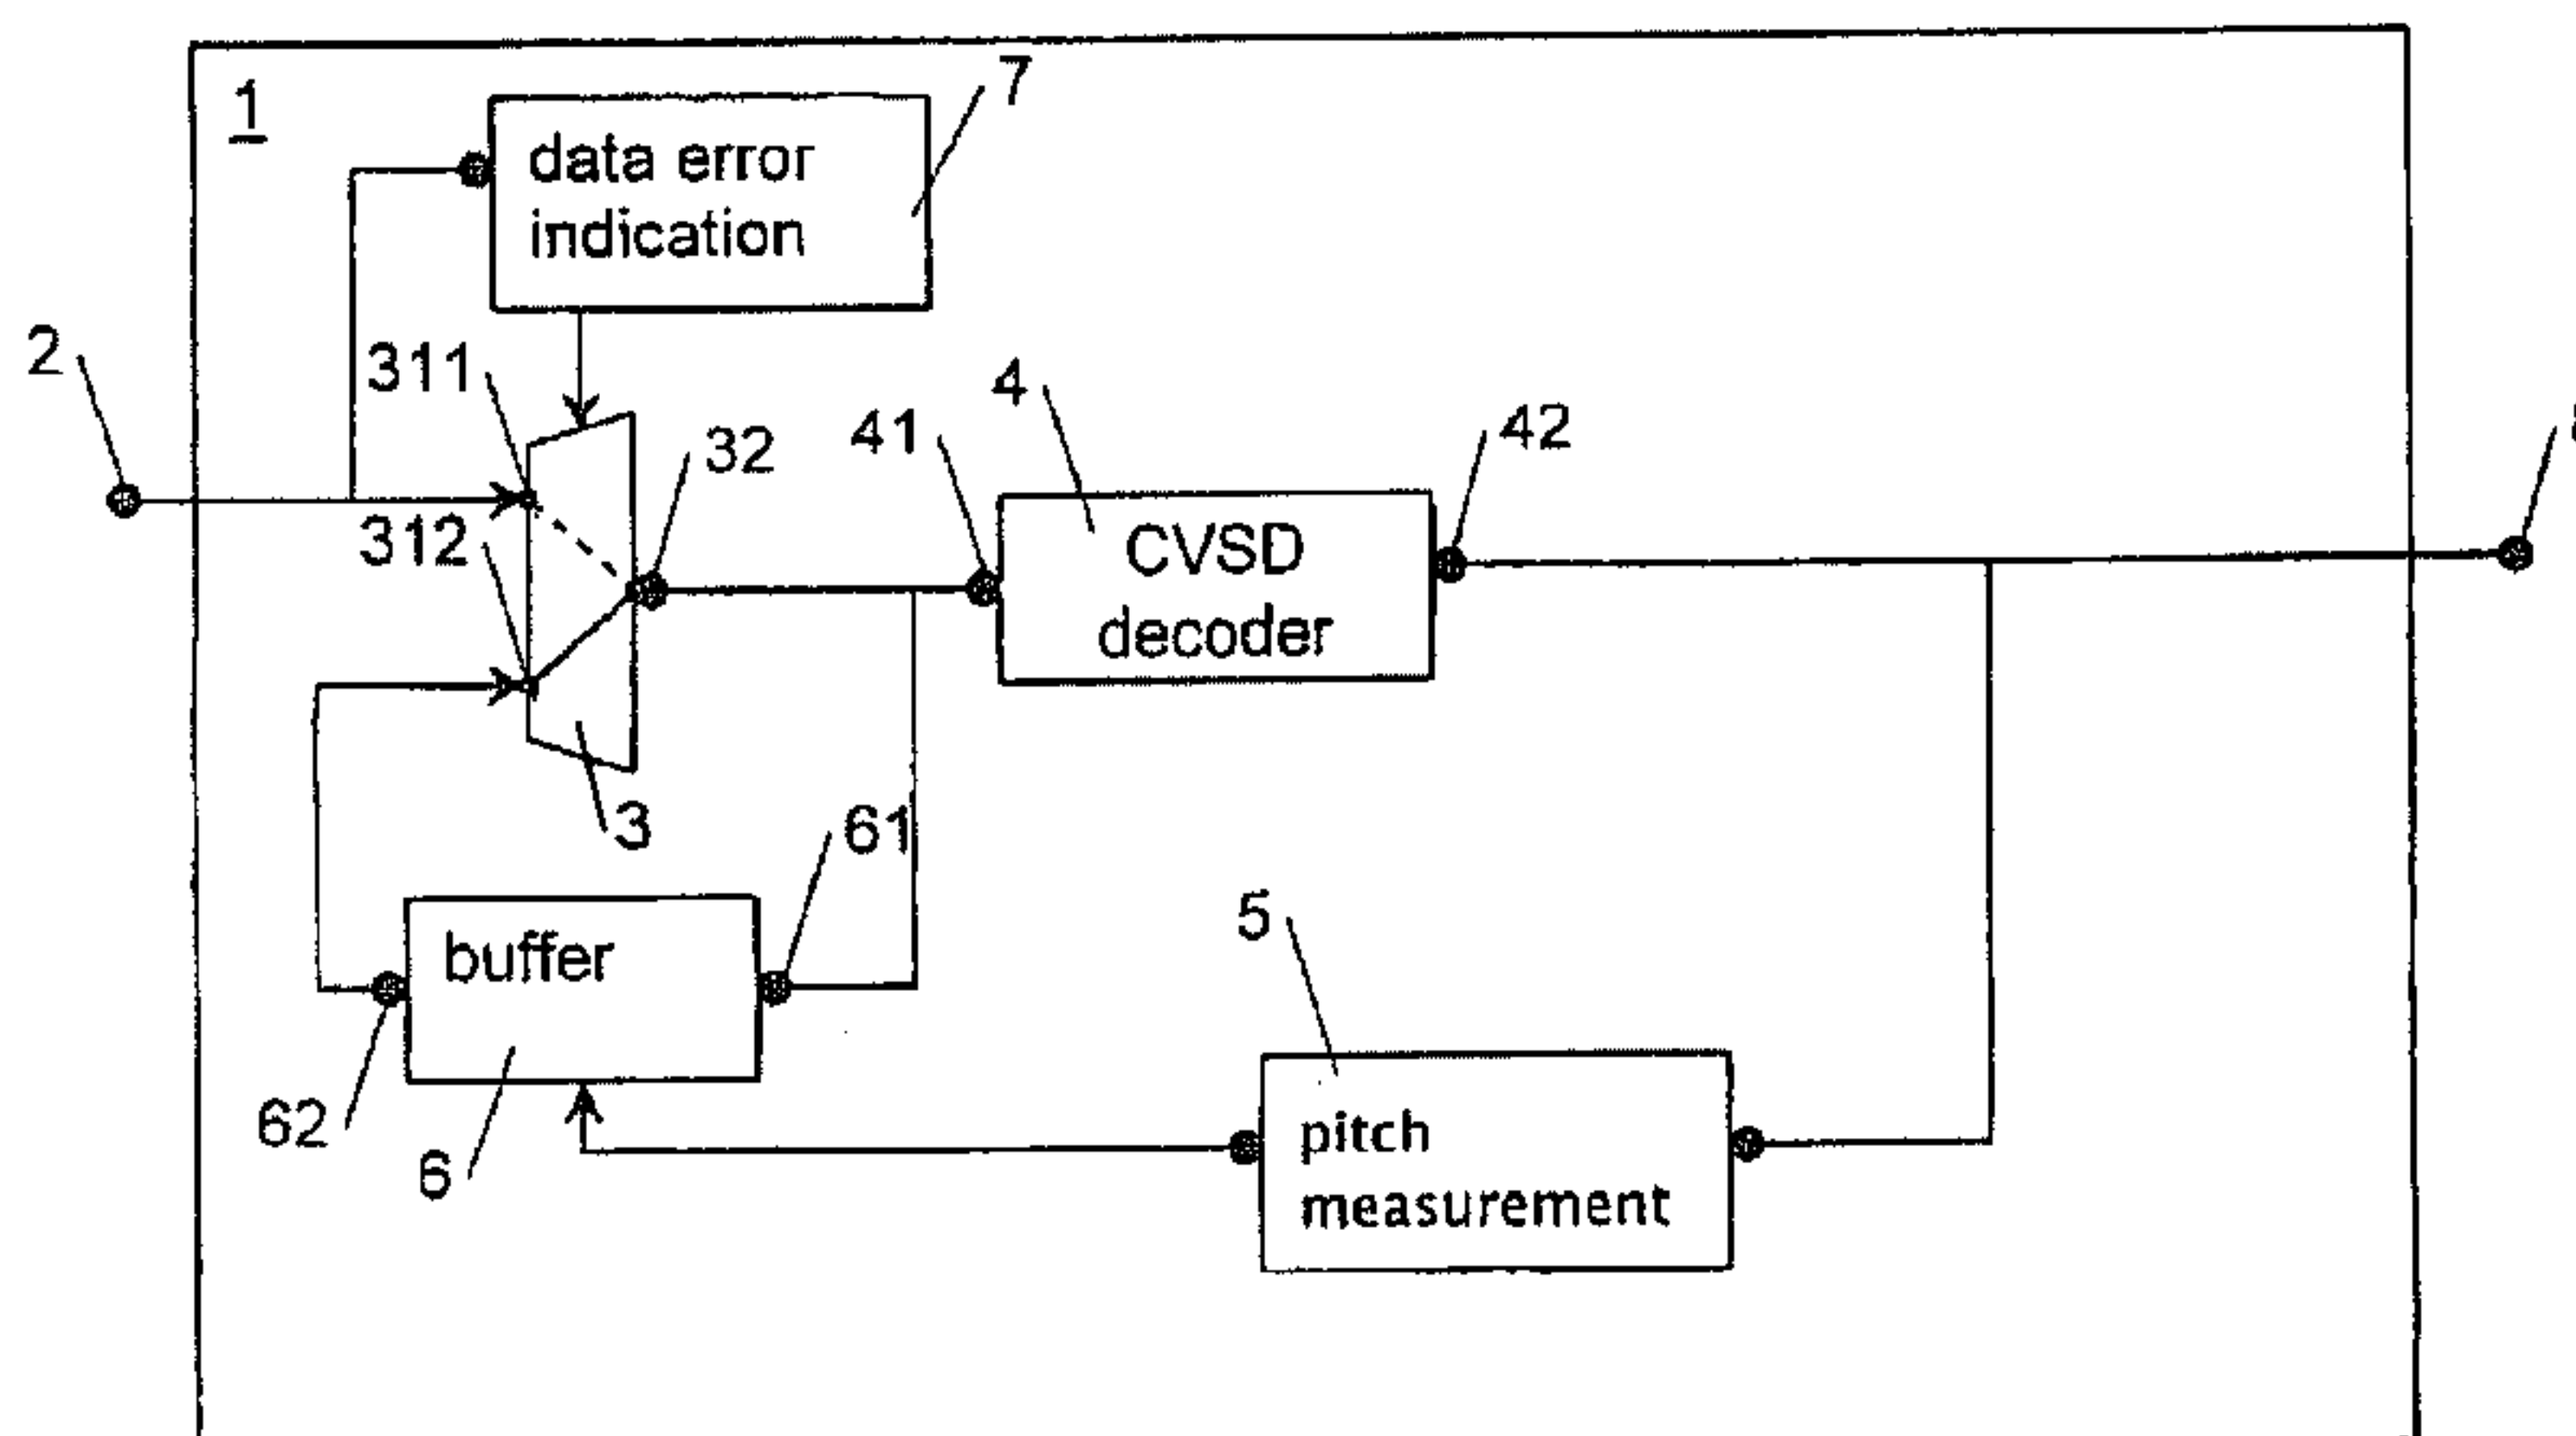 1
7
data error
indication
2
311
312
32
3
4
41
42
CVSD
decoder
61
buffer
62
6
5
pitch
measurement